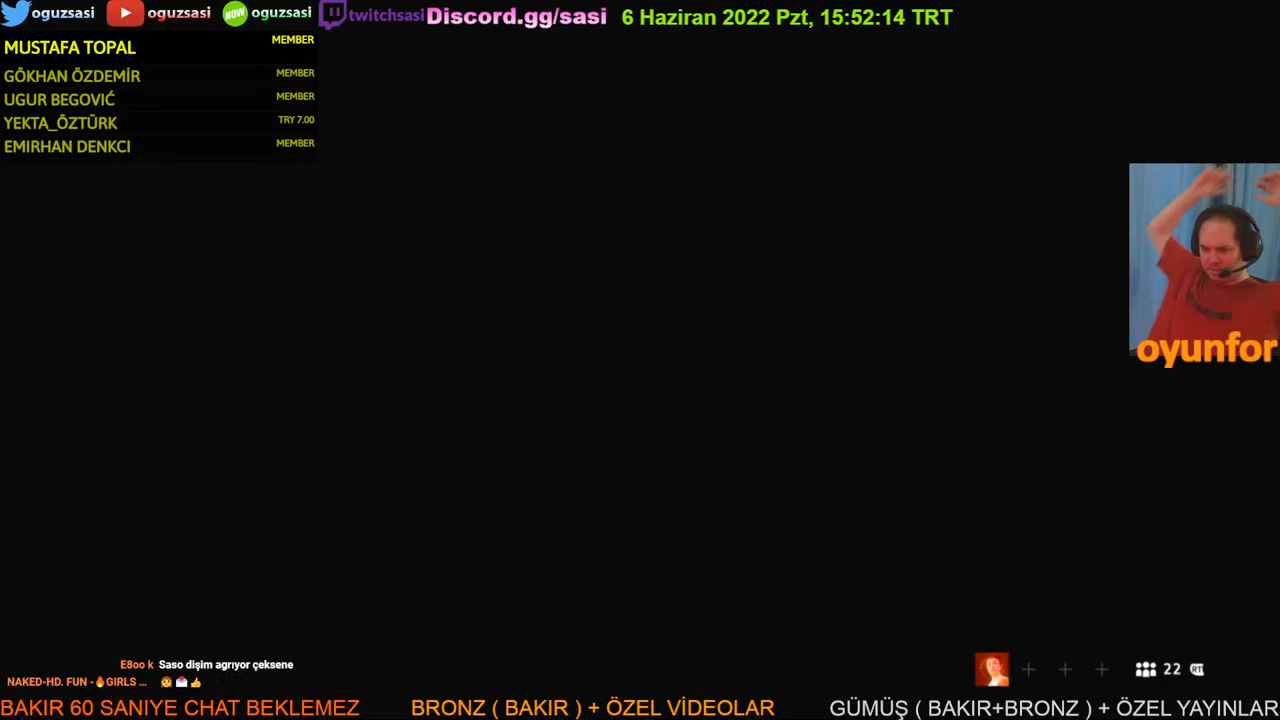 oguzsasi oguzsasi NOW oguzsasi twitchsasi Discord.gg/sasi 6 Haziran 2022 Pzt, 15:52:14 TRT
MUSTAFA TOPAL MEMBER
GÖKHAN ÖZDEMİR MEMBER
UGUR BEGOVIĆ MEMBER
YEKTA_ÖZTÜRK TRY 7.00
EMIRHAN DENKCI MEMBER
oyunfor
E8oo k Saso dişim agrıyor çeksene
NAKED-HD. FUN -🔥GIRLS ...
22 RT
BAKIR 60 SANIYE CHAT BEKLEMEZ BRONZ ( BAKIR ) + ÖZEL VİDEOLAR GÜMÜŞ ( BAKIR+BRONZ ) + ÖZEL YAYINLAR